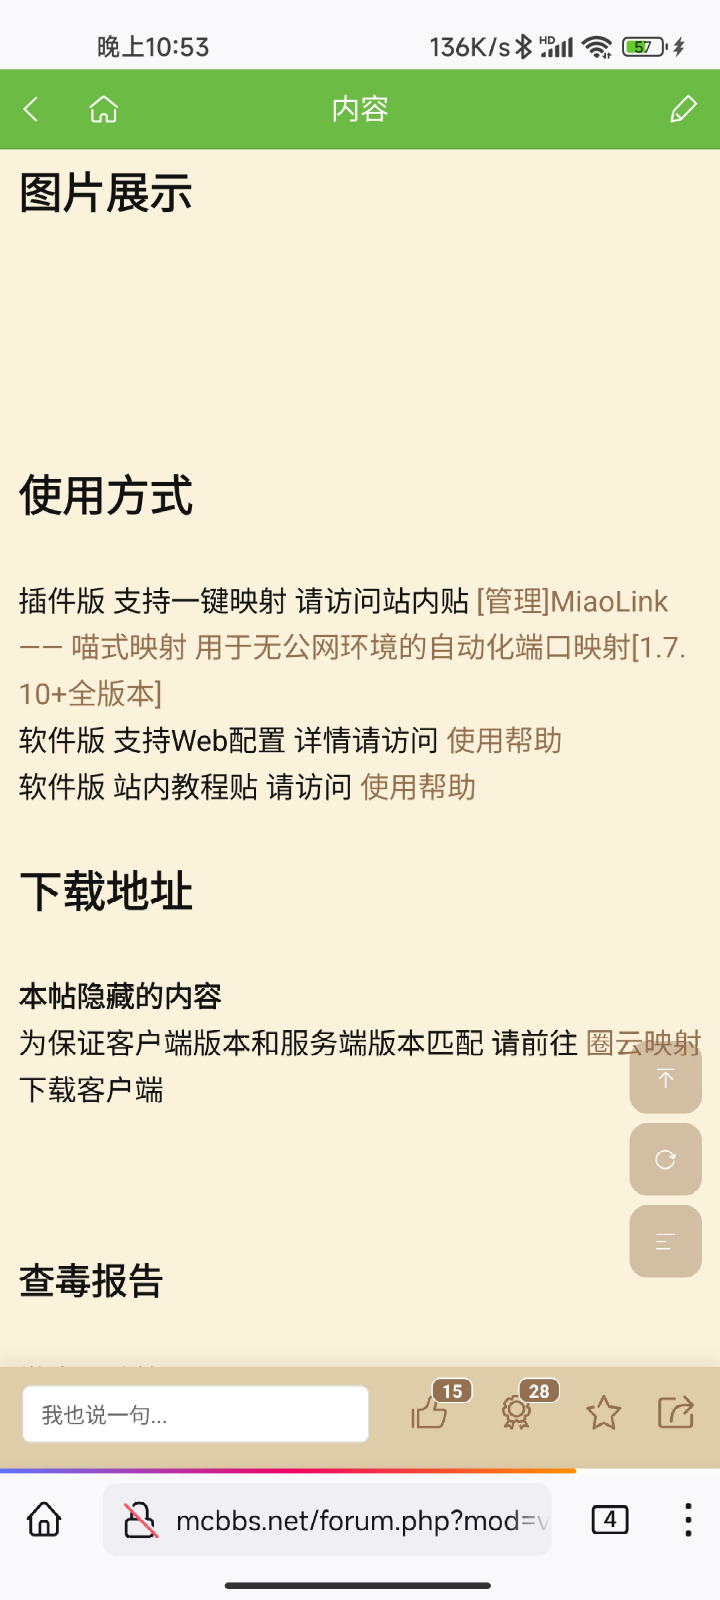 晚上10:53
136K/s
HD
57
内容
图片展示
使用方式
插件版 支持一键映射 请访问站内贴 [管理]MiaoLink
—— 喵式映射 用于无公网环境的自动化端口映射[1.7.
10+全版本]
软件版 支持Web配置 详情请访问 使用帮助
软件版 站内教程贴 请访问 使用帮助
下载地址
本帖隐藏的内容
为保证客户端版本和服务端版本匹配 请前往 圈云映射
下载客户端
查毒报告
我也说一句...
15
28
mcbbs.net/forum.php?mod=v
4